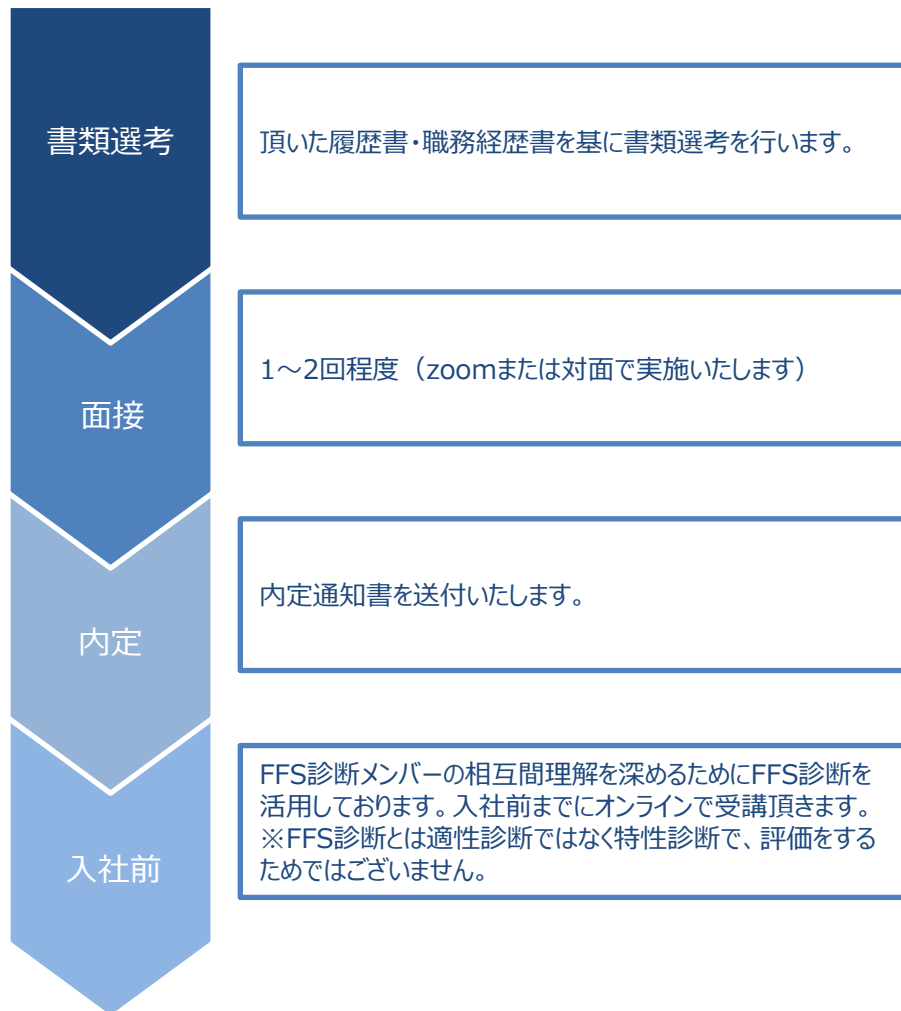 書類選考
頂いた履歴書・職務経歴書を基に書類選考を行います。
面接
1～2回程度（zoomまたは対面で実施いたします）
内定
内定通知書を送付いたします。
入社前
FFS診断メンバーの相互間理解を深めるためにFFS診断を
活用しております。入社前までにオンラインで受講頂きます。
※FFS診断とは適性診断ではなく特性診断で、評価をする
ためではございません。